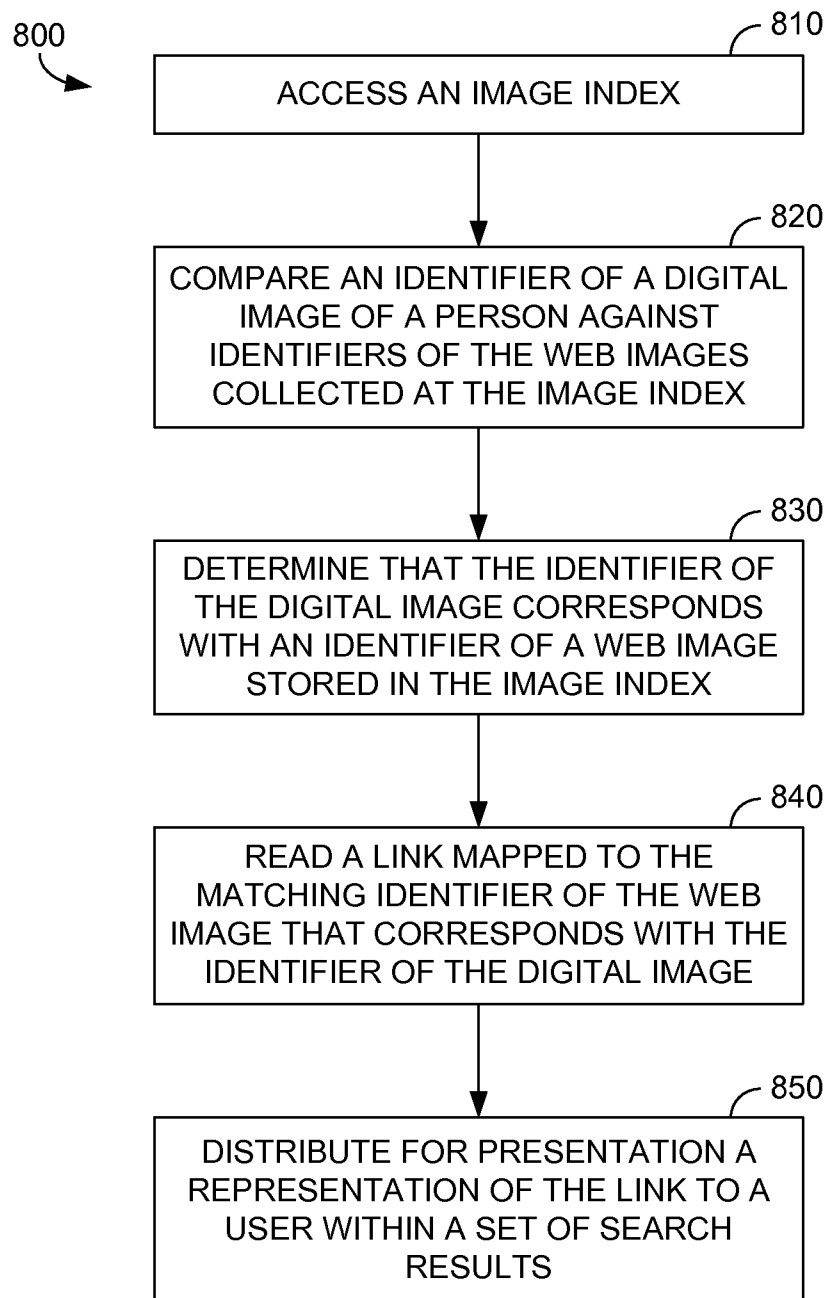 800
810
ACCESS AN IMAGE INDEX
820
COMPARE AN IDENTIFIER OF A DIGITAL
IMAGE OF A PERSON AGAINST
IDENTIFIERS OF THE WEB IMAGES
COLLECTED AT THE IMAGE INDEX
830
DETERMINE THAT THE IDENTIFIER OF
THE DIGITAL IMAGE CORRESPONDS
WITH AN IDENTIFIER OF A WEB IMAGE
STORED IN THE IMAGE INDEX
840
READ A LINK MAPPED TO THE
MATCHING IDENTIFIER OF THE WEB
IMAGE THAT CORRESPONDS WITH THE
IDENTIFIER OF THE DIGITAL IMAGE
850
DISTRIBUTE FOR PRESENTATION A
REPRESENTATION OF THE LINK TO A
USER WITHIN A SET OF SEARCH
RESULTS